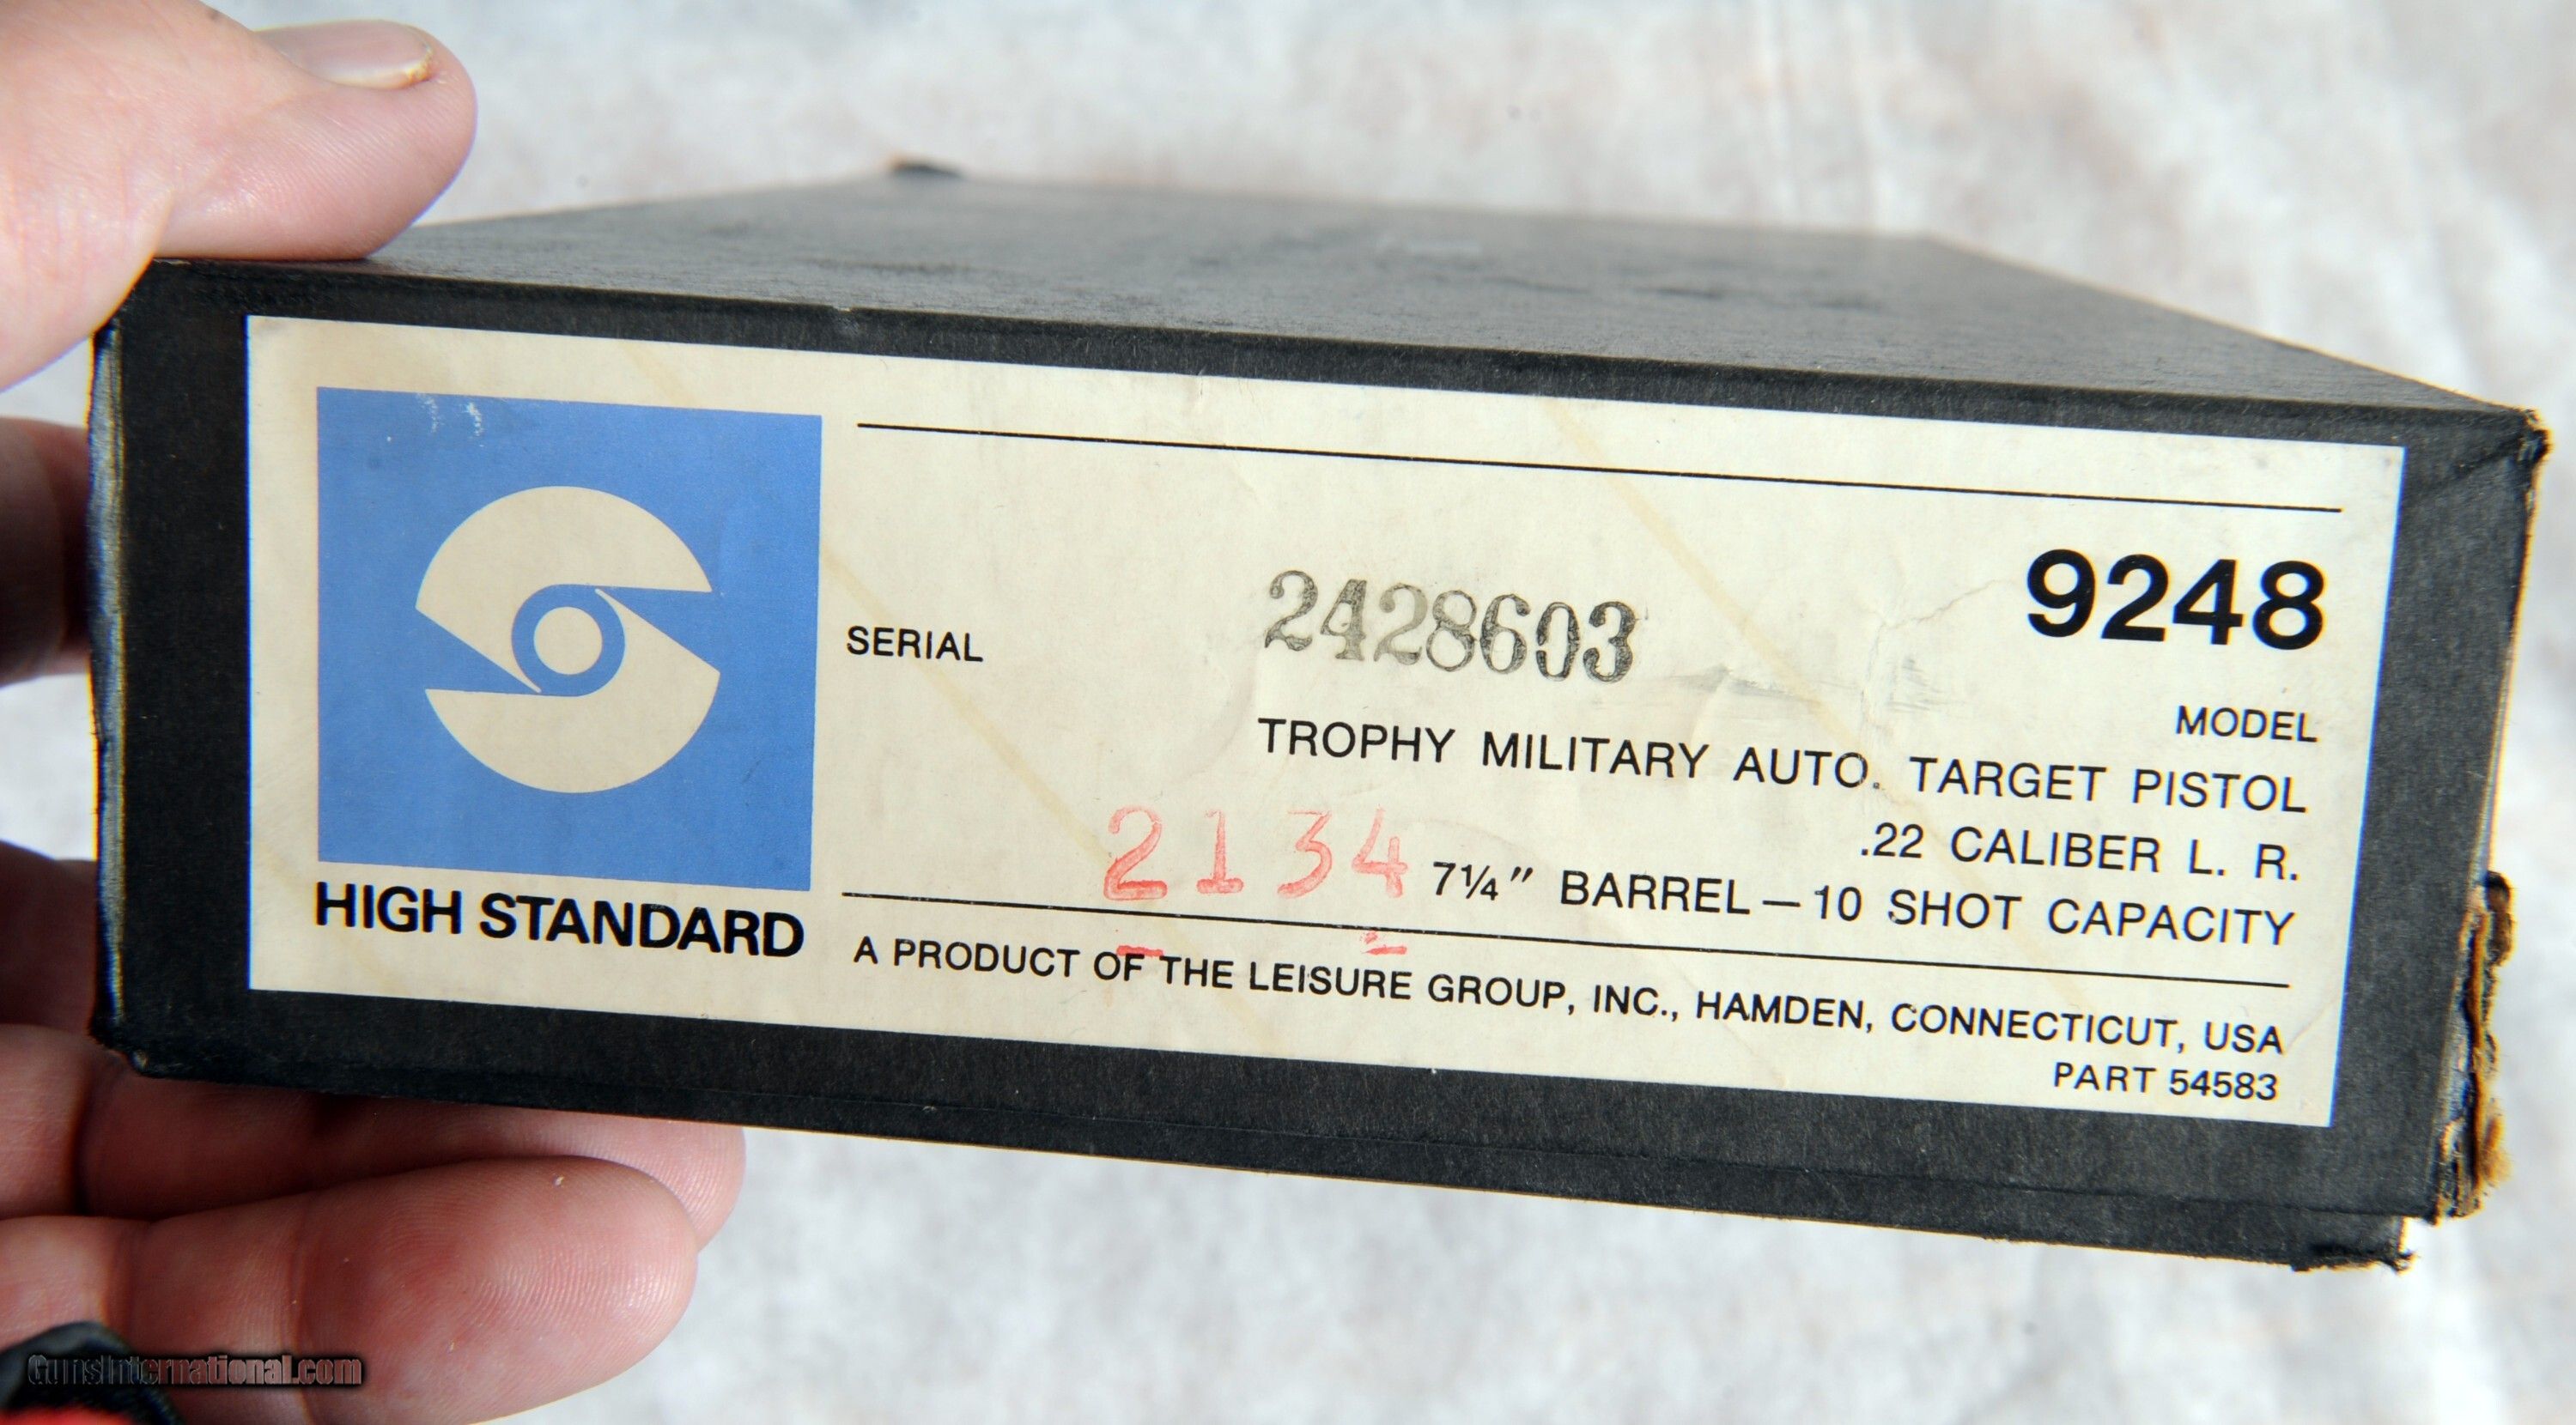 HIGH STANDARD
SERIAL 2428603 9248
MODEL
TROPHY MILITARY AUTO. TARGET PISTOL
.22 CALIBER L. R.
2134 7¼″ BARREL—10 SHOT CAPACITY
A PRODUCT OF THE LEISURE GROUP, INC., HAMDEN, CONNECTICUT, USA
PART 54583
GunsInternational.com